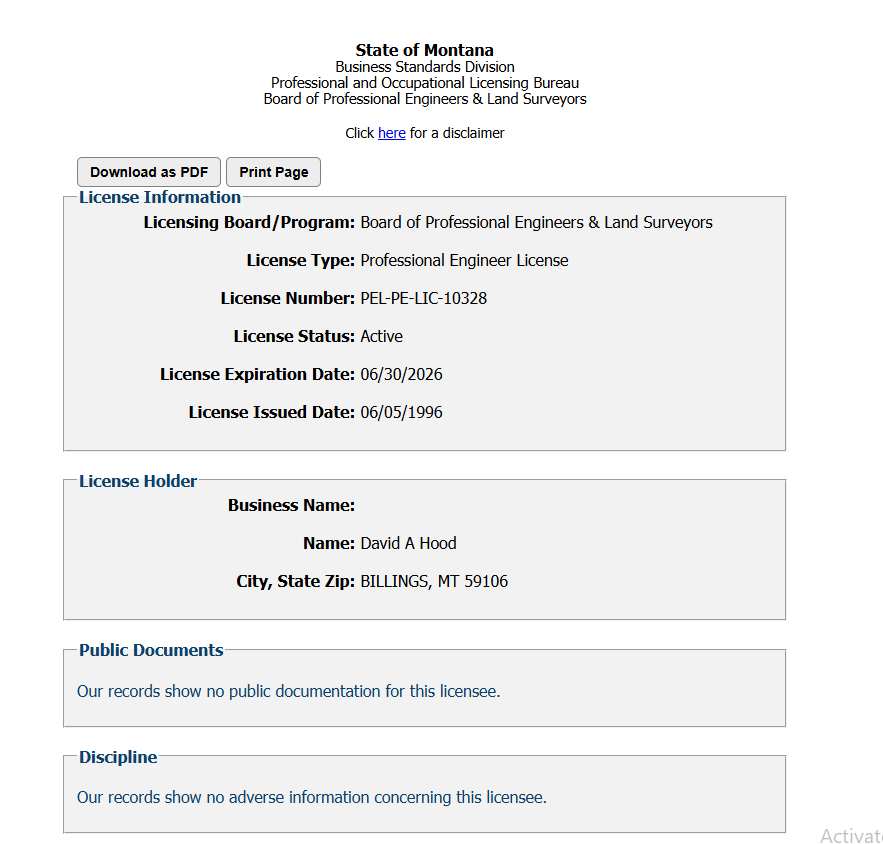 State of Montana
Business Standards Division
Professional and Occupational Licensing Bureau
Board of Professional Engineers & Land Surveyors
Click here for a disclaimer
Download as PDF Print Page
License Information
Licensing Board/Program: Board of Professional Engineers & Land Surveyors
License Type: Professional Engineer License
License Number: PEL-PE-LIC-10328
License Status: Active
License Expiration Date: 06/30/2026
License Issued Date: 06/05/1996
License Holder
Business Name:
Name: David A Hood
City, State Zip: BILLINGS, MT 59106
Public Documents
Our records show no public documentation for this licensee.
Discipline
Our records show no adverse information concerning this licensee.